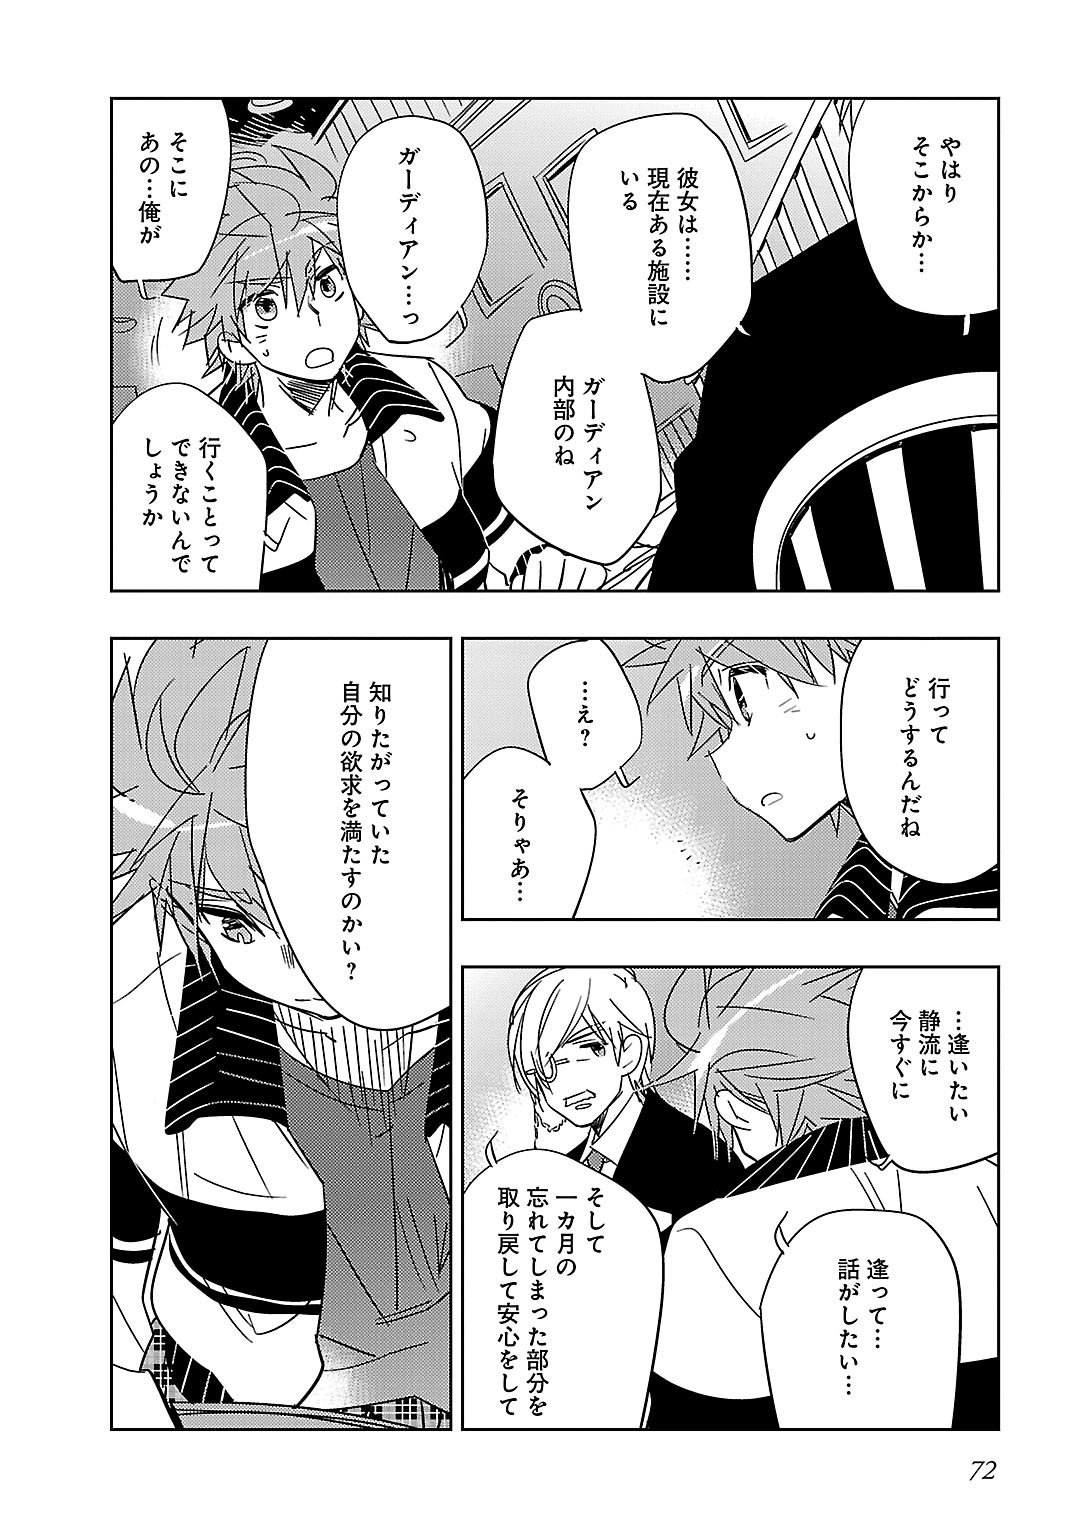 やはり
そこからか…
彼女は……
現在ある施設に
いる
ガーディアン
内部のね
ガーディアン…っ
そこに
あの…俺が
行くことって
できないんで
しょうか
行って
どうするんだね
…え？
そりゃあ…
…逢いたい
静流に
今すぐに
逢って…
話がしたい…
そして
一カ月の
忘れてしまった部分を
取り戻して安心をして
知りたがっていた
自分の欲求を満たすのかい？
72